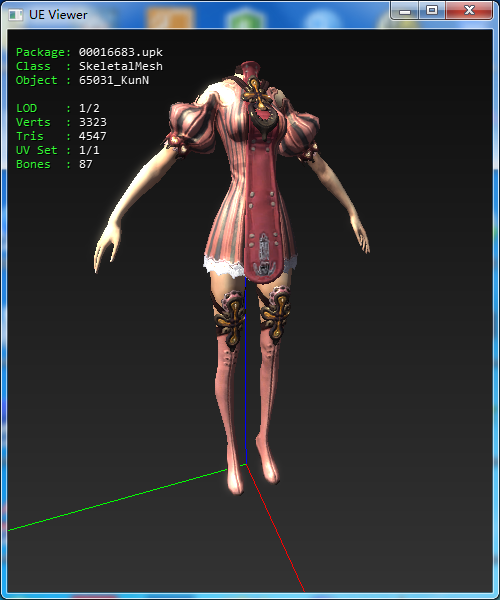 UE Viewer
Package: 00016683.upk
Class : SkeletalMesh
Object : 65031_KunN
LOD : 1/2
Verts : 3323
Tris : 4547
UV Set : 1/1
Bones : 87